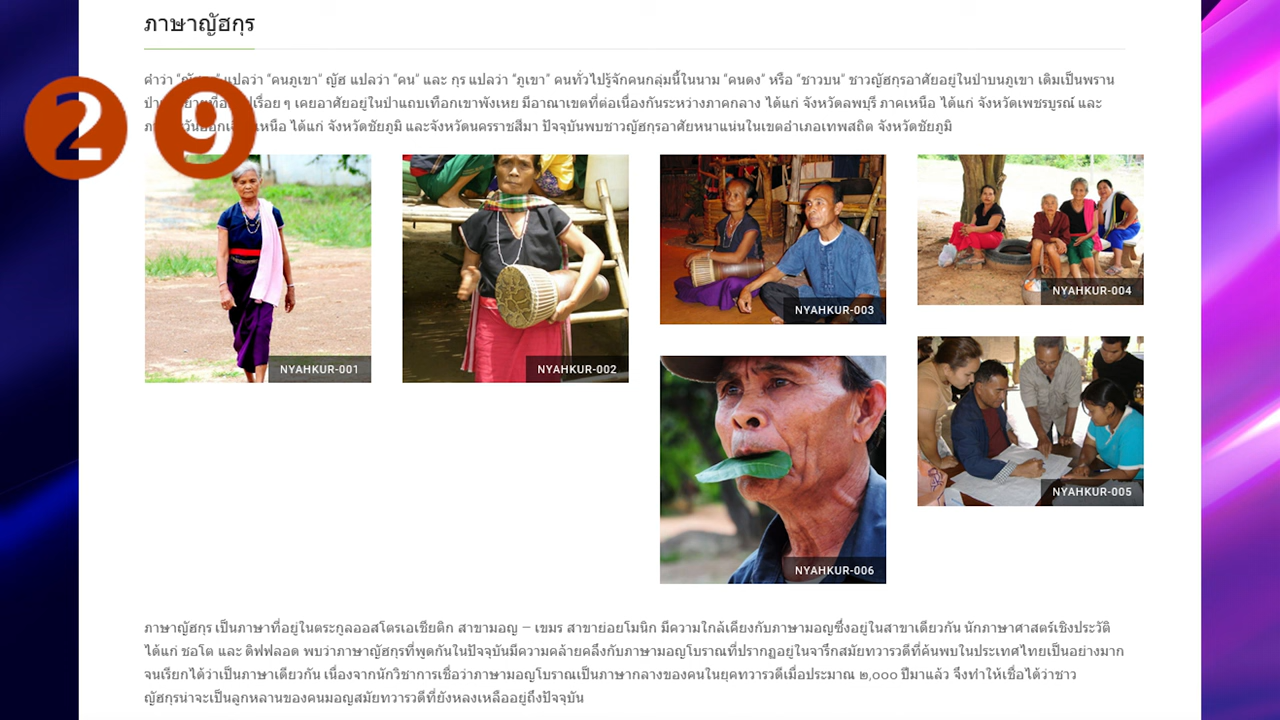 ภาษาญัฮกุร
คำว่า “ แปลว่า “คนภูเขา” ญัฮ แปลว่า “คน” และ กุร แปลว่า “ภูเขา” คนทั่วไปรู้จักคนกลุ่มนี้ในนาม “คนดง” หรือ “ชาวบน” ชาวญัฮกุรอาศัยอยู่ในป่าบนภูเขา เดิมเป็นพราน
เรื่อย ๆ เคยอาศัยอยู่ในป่าแถบเทือกเขาพังเหย มีอาณาเขตที่ต่อเนื่องกันระหว่างภาคกลาง ได้แก่ จังหวัดลพบุรี ภาคเหนือ ได้แก่ จังหวัดเพชรบูรณ์ และ
ได้แก่ จังหวัดชัยภูมิ และจังหวัดนครราชสีมา ปัจจุบันพบชาวญัฮกุรอาศัยหนาแน่นในเขตอำเภอเทพสถิต จังหวัดชัยภูมิ
2 9
NYAHKUR-001
NYAHKUR-002
NYAHKUR-003
NYAHKUR-004
NYAHKUR-005
NYAHKUR-006
ภาษาญัฮกุร เป็นภาษาที่อยู่ในตระกูลออสโตรเอเชียติก สาขามอญ – เขมร สาขาย่อยโมนิก มีความใกล้เคียงกับภาษามอญซึ่งอยู่ในสาขาเดียวกัน นักภาษาศาสตร์เชิงประวัติ
ได้แก่ ชอโต และ ดิฟฟลอต พบว่าภาษาญัฮกุรที่พูดกันในปัจจุบันมีความคล้ายคลึงกับภาษามอญโบราณที่ปรากฏอยู่ในจารึกสมัยทวารวดีที่ค้นพบในประเทศไทยเป็นอย่างมาก
จนเรียกได้ว่าเป็นภาษาเดียวกัน เนื่องจากนักวิชาการเชื่อว่าภาษามอญโบราณเป็นภาษากลางของคนในยุคทวารวดีเมื่อประมาณ ๒,๐๐๐ ปีมาแล้ว จึงทำให้เชื่อได้ว่าชาว
ญัฮกุรน่าจะเป็นลูกหลานของคนมอญสมัยทวารวดีที่ยังหลงเหลืออยู่ถึงปัจจุบัน